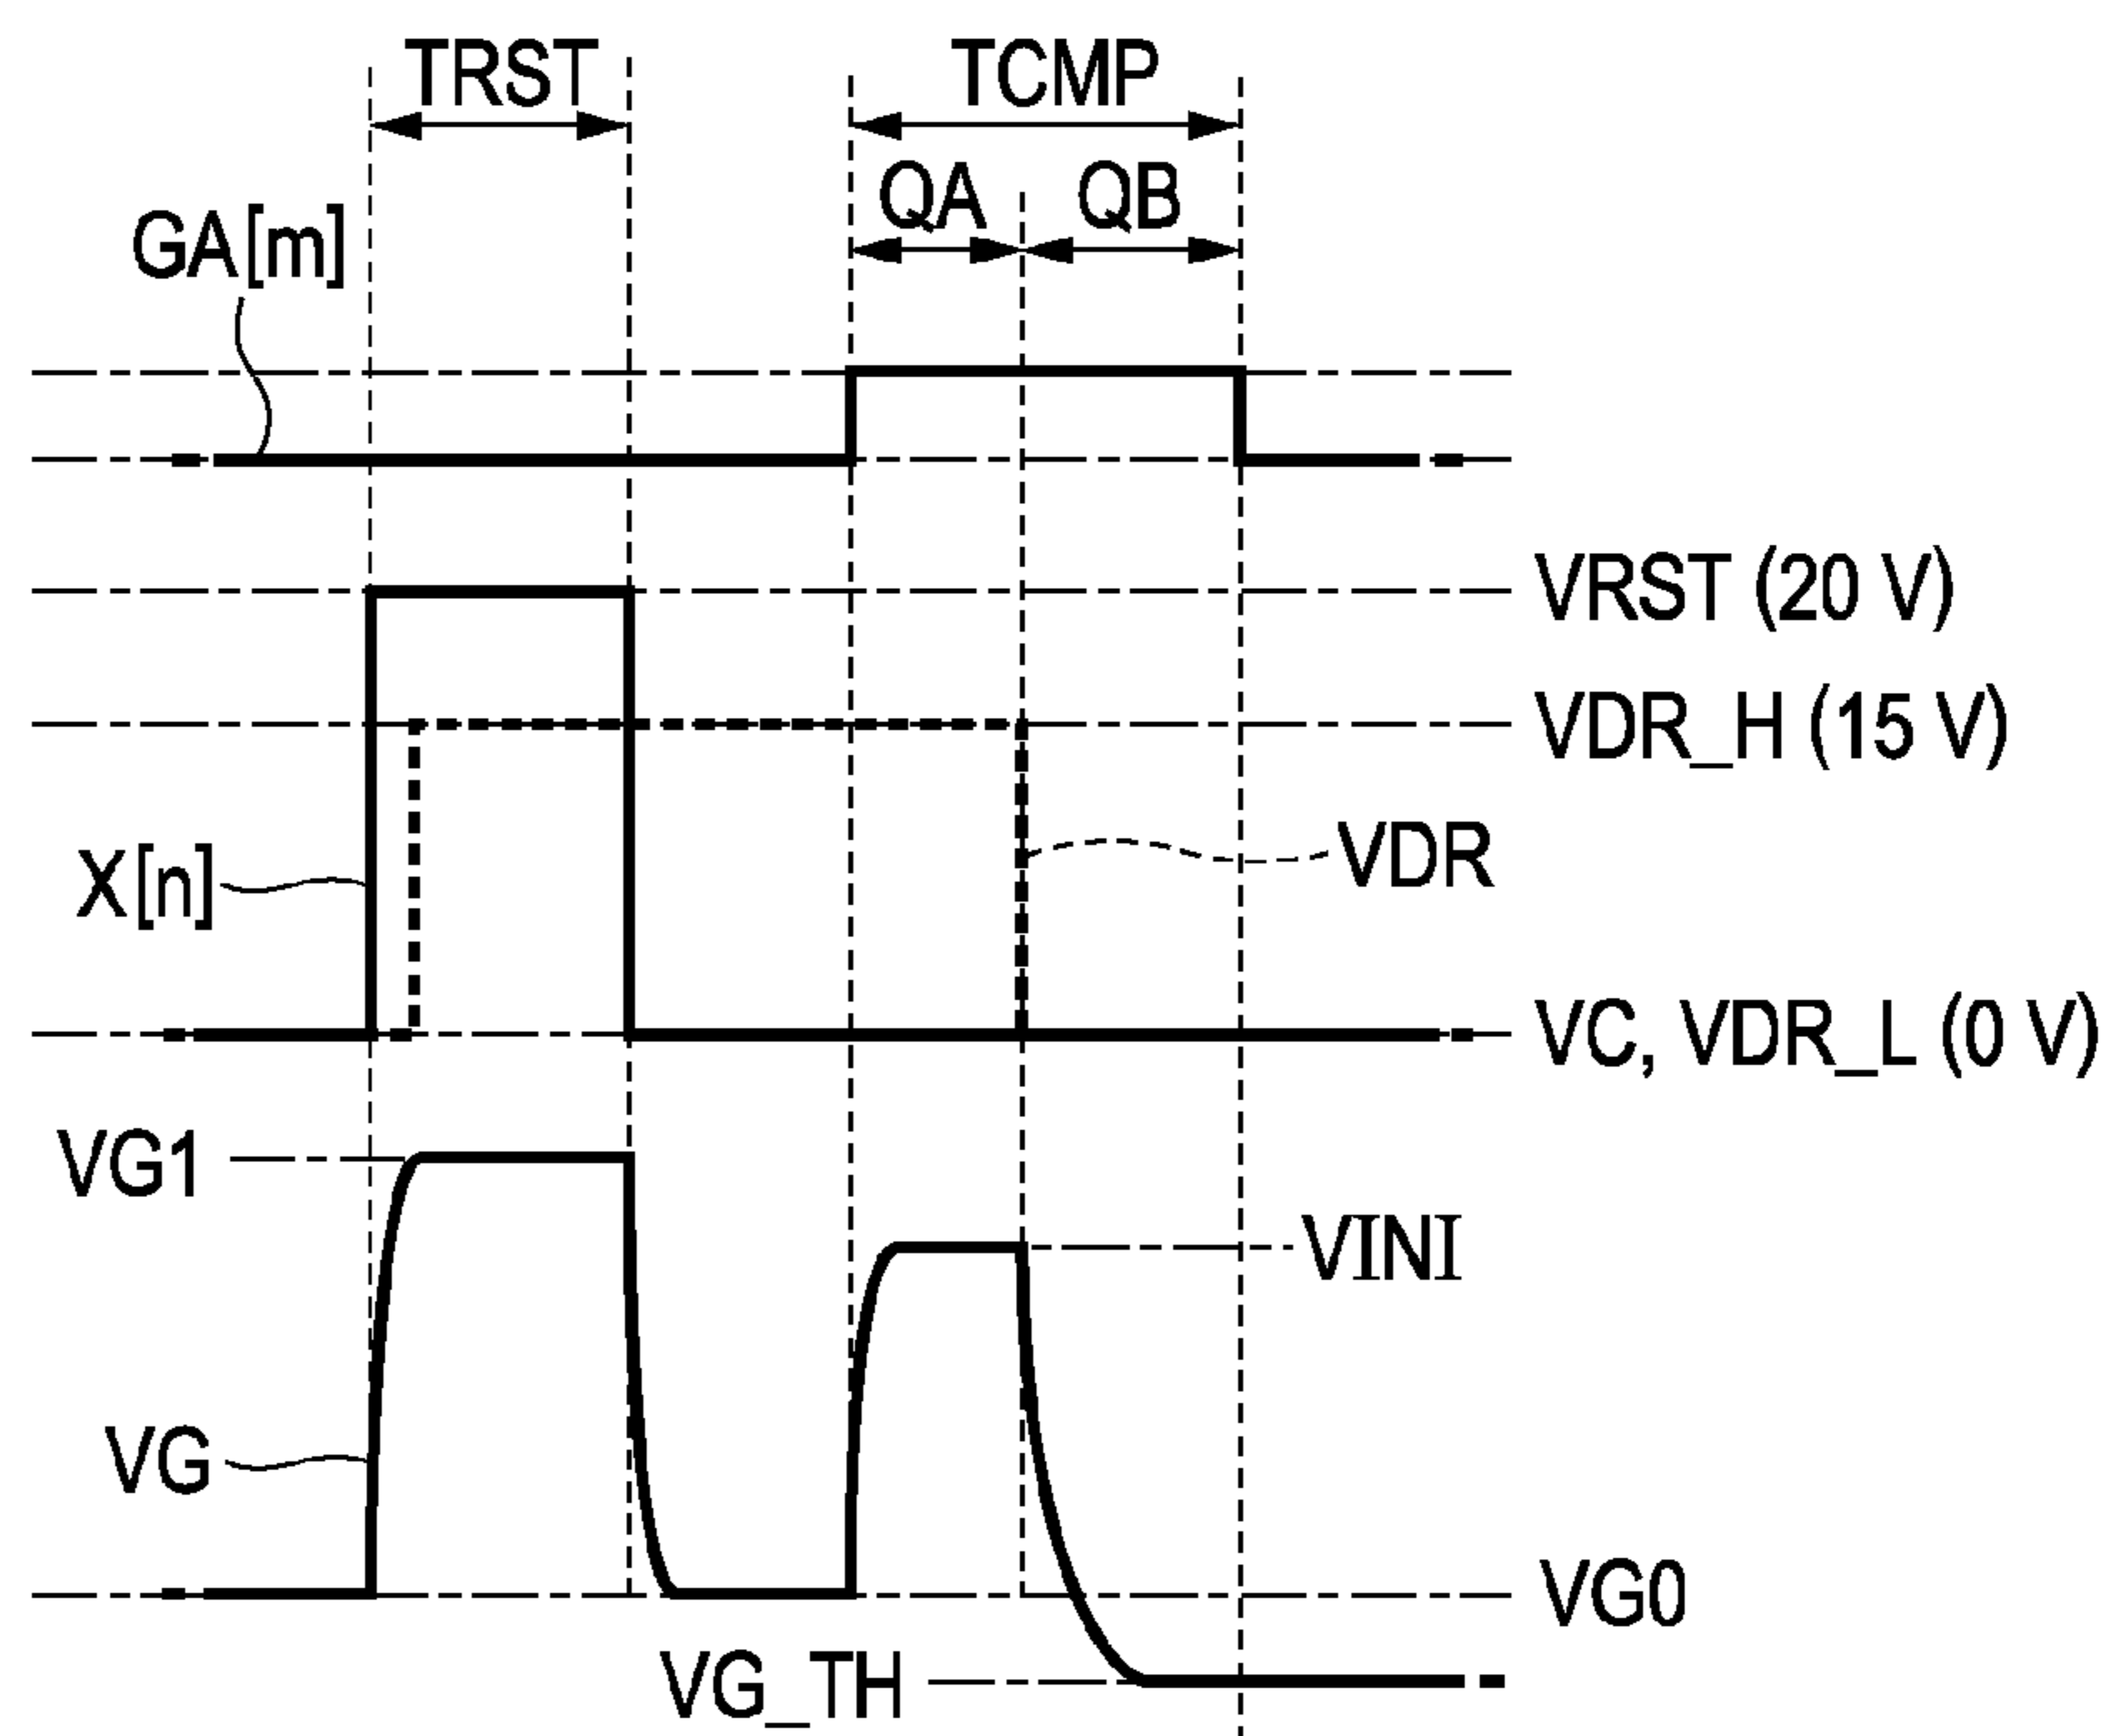 TRST
TCMP
QA
QB
GA[m]
VRST (20 V)
VDR_H (15 V)
X[n]
VDR
VC, VDR_L (0 V)
VG1
VINI
VG
VG0
VG_TH